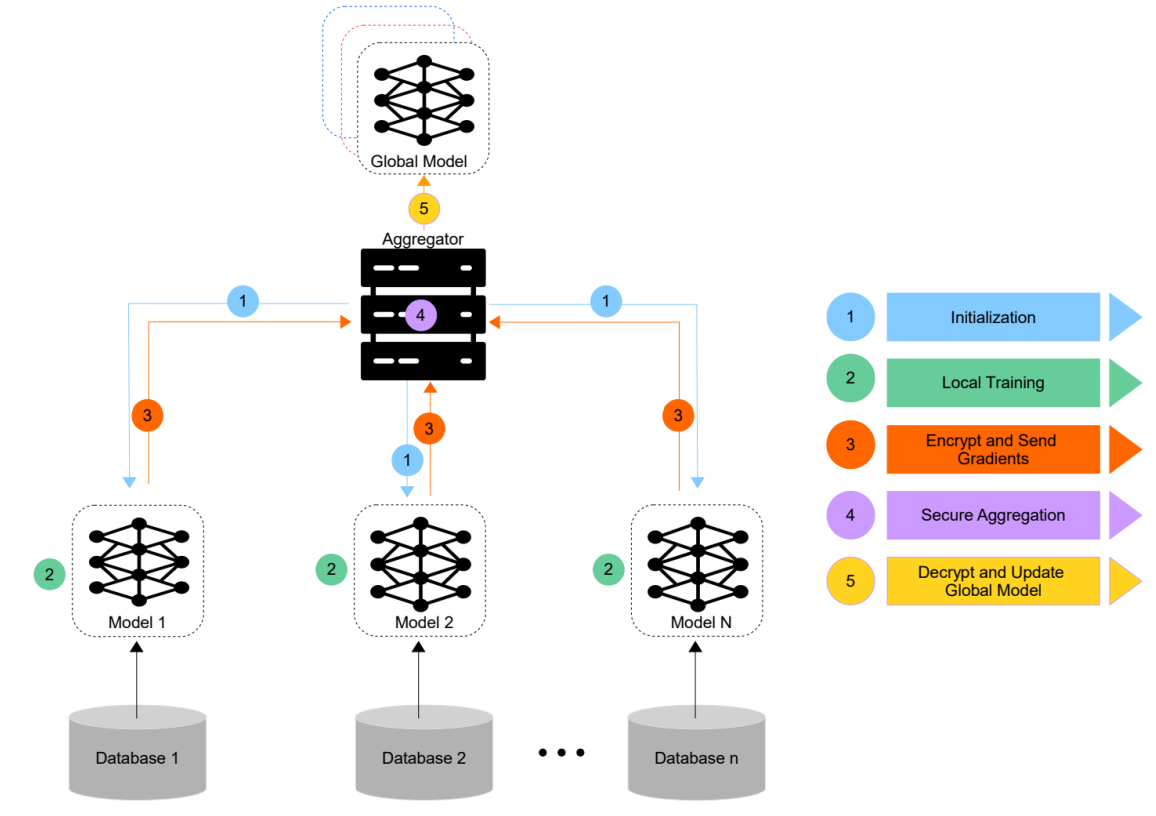 Global Model
5
Aggregator
1
4
1
3
3
3
1
2
2
2
Model 1
Model 2
Model N
Database 1
Database 2
Database n
1
Initialization
2
Local Training
3
Encrypt and Send
Gradients
4
Secure Aggregation
5
Decrypt and Update
Global Model